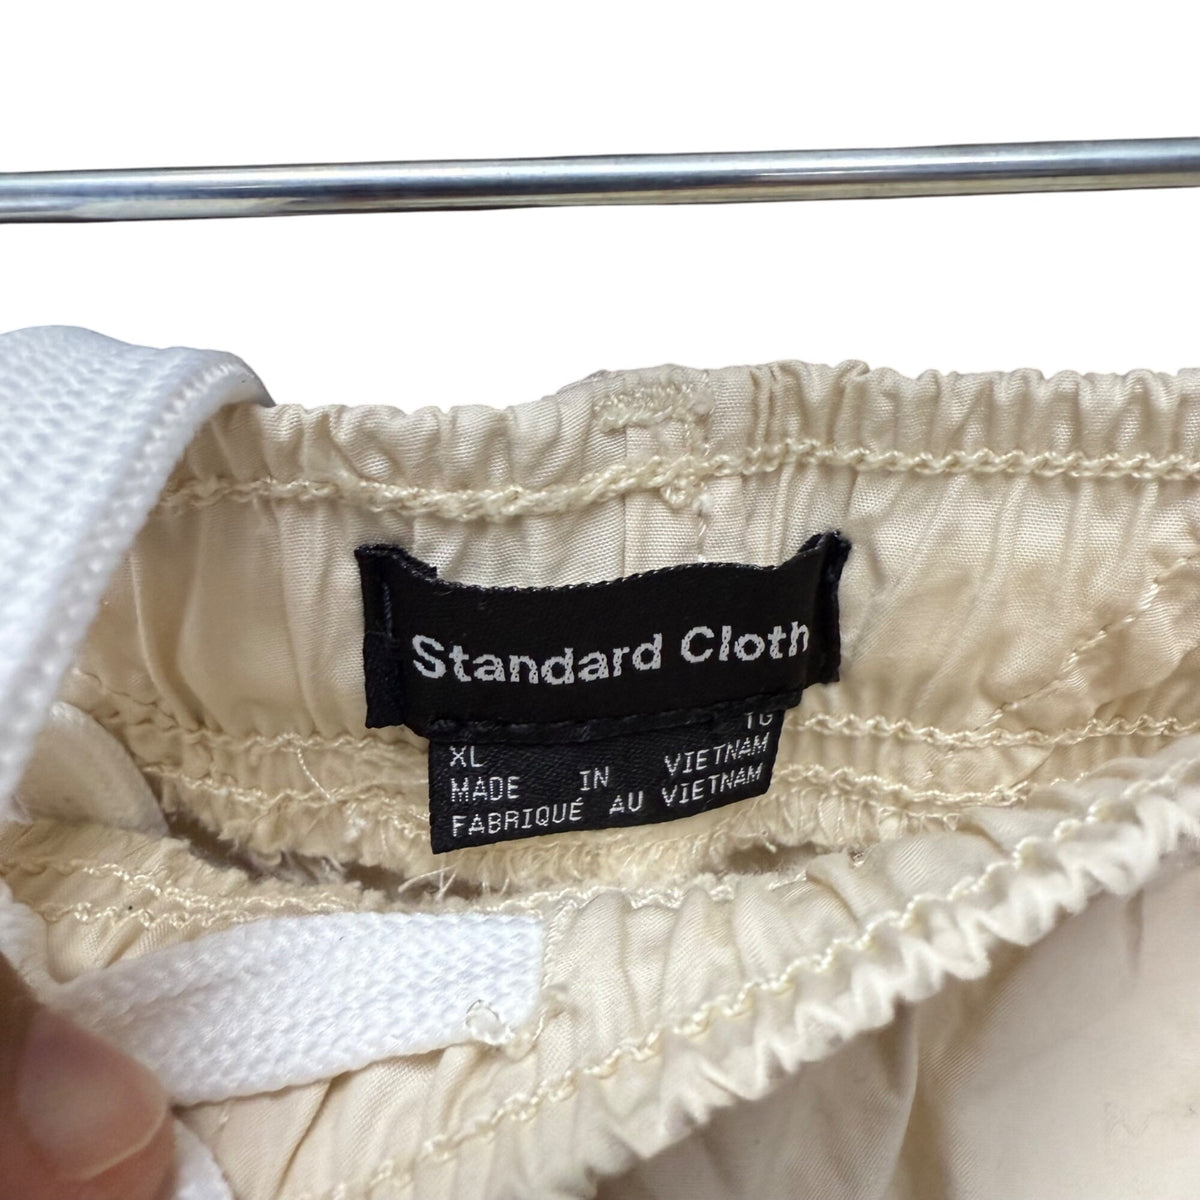 Standard Cloth
XL TG
MADE IN VIETNAM
FABRIQUÉ AU VIETNAM